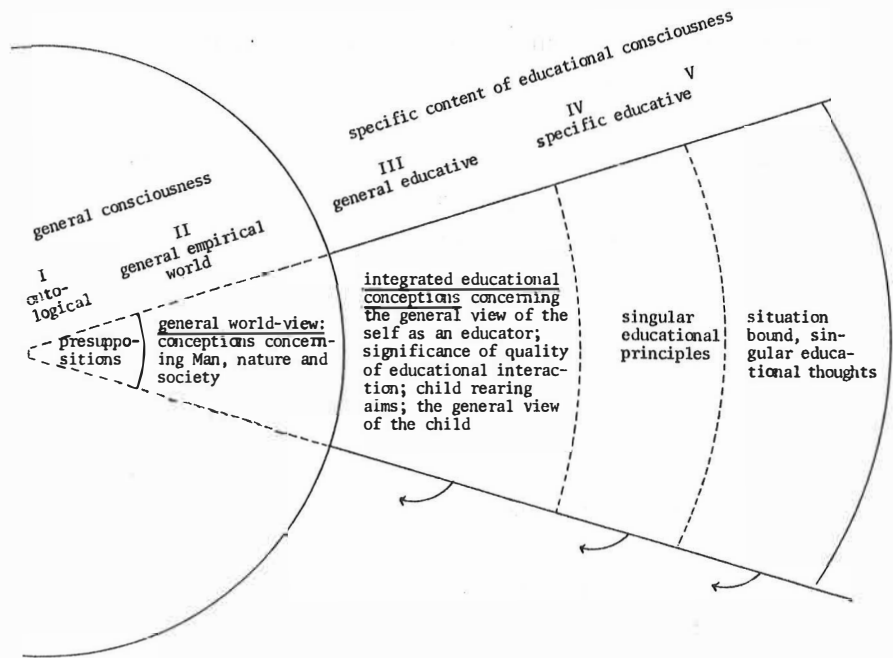 specific content of educational consciousness
V
IV
specific educative
III
general educative
general consciousness
II
general empirical
world
I
onto-
logical
presuppo-
sitions
general world-view:
conceptions concern-
ing Man, nature and
society
integrated educational
conceptions concerning
the general view of the
self as an educator;
significance of quality
of educational interac-
tion; child rearing
aims; the general view
of the child
singular
educational
principles
situation
bound, sin-
gular educa-
tional thoughts